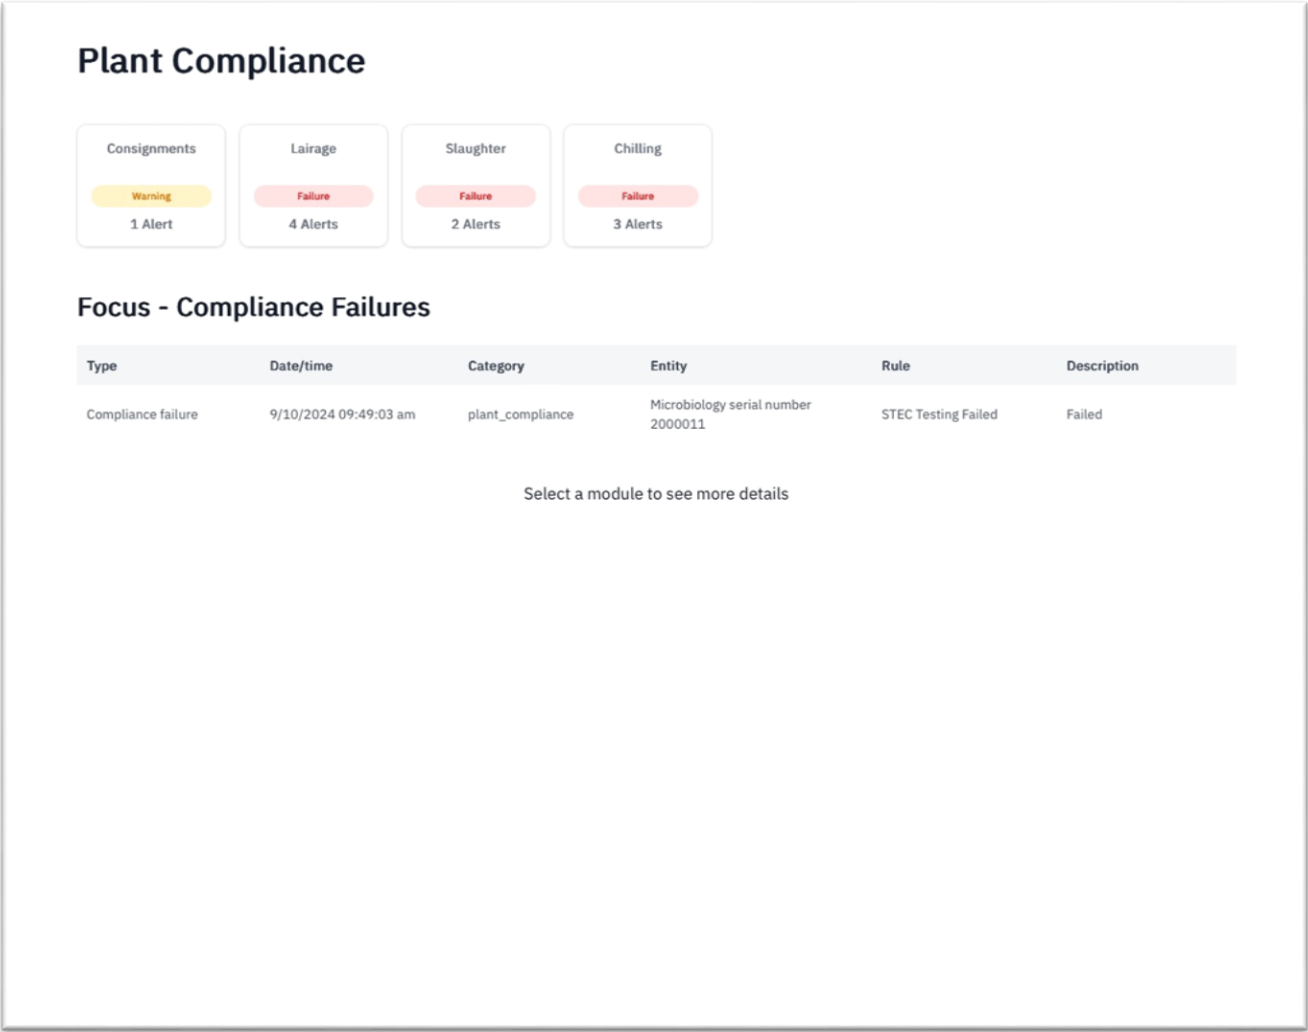 Plant Compliance
Consignments
Warning
1 Alert
Lairage
Failure
4 Alerts
Slaughter
Failure
2 Alerts
Chilling
Failure
3 Alerts
Focus - Compliance Failures
Type Date/time Category Entity Rule Description
Compliance failure 9/10/2024 09:49:03 am plant_compliance Microbiology serial number STEC Testing Failed Failed
2000011
Select a module to see more details